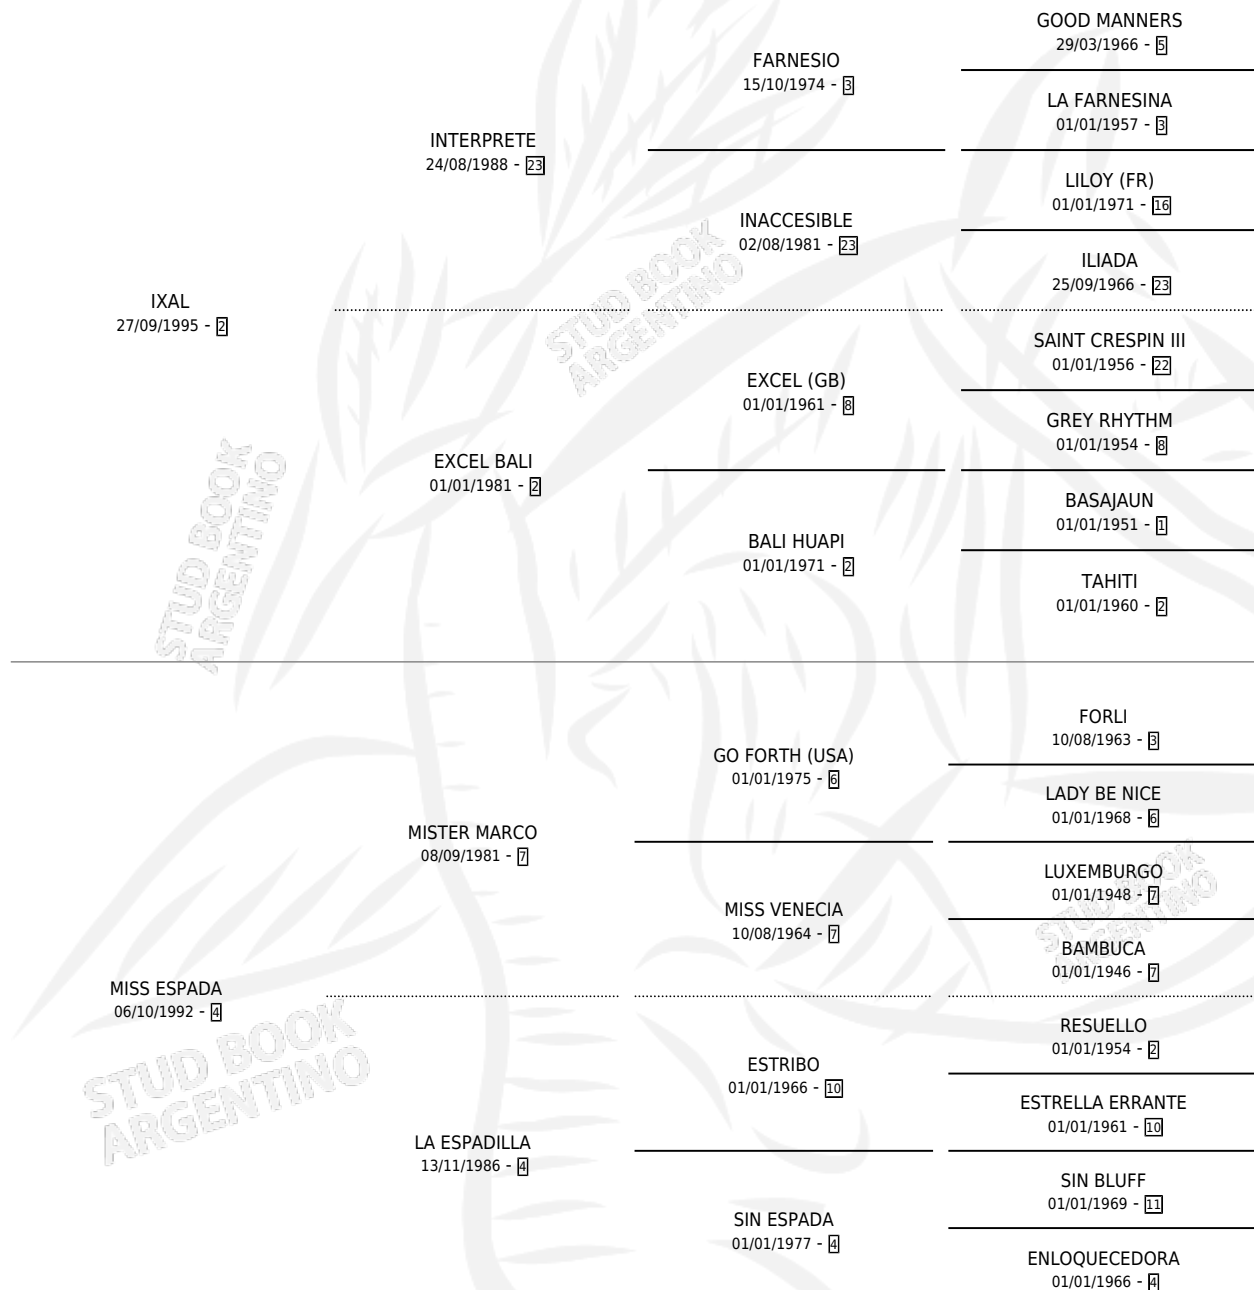 IXAL
27/09/1995 - 2
INTERPRETE
24/08/1988 - 23
EXCEL BALI
01/01/1981 - 2
FARNESIO
15/10/1974 - 3
INACCESIBLE
02/08/1981 - 23
EXCEL (GB)
01/01/1961 - 8
BALI HUAPI
01/01/1971 - 2
GOOD MANNERS
29/03/1966 - 5
LA FARNESINA
01/01/1957 - 3
LILOY (FR)
01/01/1971 - 16
ILIADA
25/09/1966 - 23
SAINT CRESPIN III
01/01/1956 - 22
GREY RHYTHM
01/01/1954 - 8
BASAJAUN
01/01/1951 - 1
TAHITI
01/01/1960 - 2
MISS ESPADA
06/10/1992 - 4
MISTER MARCO
08/09/1981 - 7
LA ESPADILLA
13/11/1986 - 4
GO FORTH (USA)
01/01/1975 - 6
MISS VENECIA
10/08/1964 - 7
ESTRIBO
01/01/1966 - 10
SIN ESPADA
01/01/1977 - 4
FORLI
10/08/1963 - 3
LADY BE NICE
01/01/1968 - 6
LUXEMBURGO
01/01/1948 - 7
BAMBUCA
01/01/1946 - 7
RESUELLO
01/01/1954 - 2
ESTRELLA ERRANTE
01/01/1961 - 10
SIN BLUFF
01/01/1969 - 11
ENLOQUECEDORA
01/01/1966 - 4
STUD BOOK
ARGENTINO
STUD BOOK
ARGENTINO
STUD BOOK
ARGENTINO
STUD BOOK
ARGENTINO